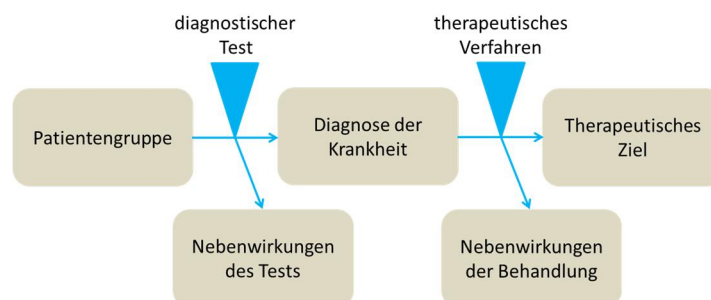 diagnostischer
Test
therapeutisches
Verfahren
Patientengruppe
Diagnose der
Krankheit
Therapeutisches
Ziel
Nebenwirkungen
des Tests
Nebenwirkungen
der Behandlung